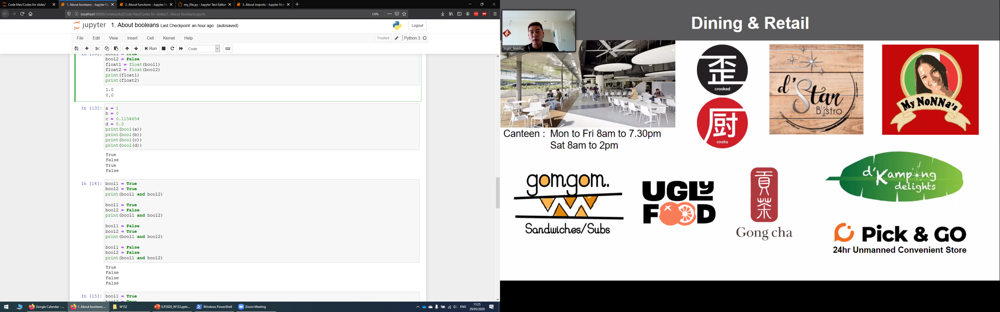 Code files/Codes for slides/
1. About booleans - Jupyter No
2. About functions - Jupyter N
my_file.py - Jupyter Text Editor
3. About imports - Jupyter Not
localhost:8888/notebooks/Code files/Codes for slides/1. About booleans.ipynb
120%
ABP
jupyter 1. About booleans Last Checkpoint: an hour ago (autosaved)
Logout
File Edit View Insert Cell Kernel Help
Trusted
Python 3
Run
Code
In [33]: bool1 = True
bool2 = False
float1 = float(bool1)
float2 = float(bool2)
print(float1)
print(float2)
1.0
0.0
In [13]: a = 1
b = 0
c = 0.1154654
d = 0.0
print(bool(a))
print(bool(b))
print(bool(c))
print(bool(d))
True
False
True
False
In [14]: bool1 = True
bool2 = True
print(bool1 and bool2)
bool1 = True
bool2 = False
print(bool1 and bool2)
bool1 = False
bool2 = True
print(bool1 and bool2)
bool1 = False
bool2 = False
print(bool1 and bool2)
True
False
False
False
In [15]: bool1 = True
bool2 = True
Google Calendar - ...
1. About booleans ...
W1S2
ILP2020_W1S3.pptx...
Windows PowerShell
Zoom Meeting
ENG
11:25
29/05/2020
ivan_leemz
Dining & Retail
Canteen : Mon to Fri 8am to 7.30pm
Sat 8am to 2pm
歪
crooked
厨
cooks
d'Star
Bistro
My NoNNa's
gomgom.
Sandwiches/Subs
UGLY
FOOD
貢茶
Gong cha
d'Kampong
delights
Pick & GO
24hr Unmanned Convenient Store